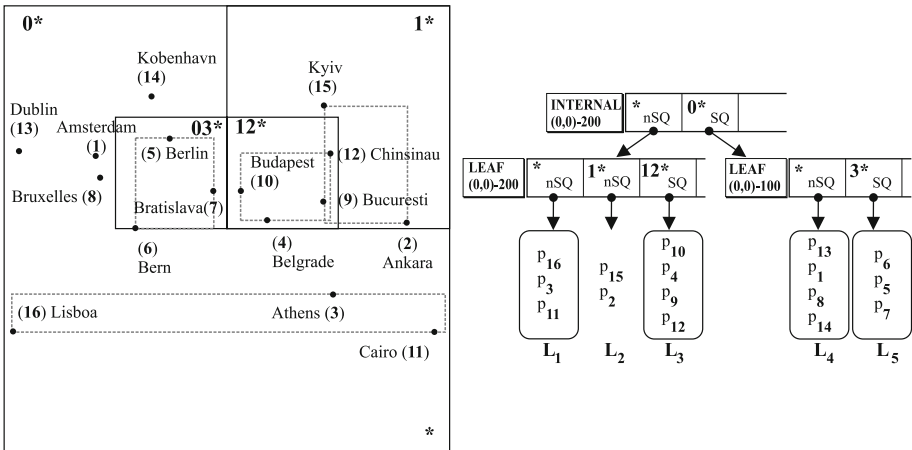 0*
1*
Kobenhavn
(14)
Kyiv
(15)
Dublin
(13)
Amsterdam
(1)
03*
12*
(5) Berlin
Budapest
(10)
(12) Chinsinau
Bruxelles (8)
Bratislava(7)
(9) Bucuresti
(6)
Bern
(4)
Belgrade
(2)
Ankara
(16) Lisboa
Athens (3)
Cairo (11)
*
INTERNAL
(0,0)-200
*
nSQ
0*
SQ
LEAF
(0,0)-200
*
nSQ
1*
nSQ
12*
SQ
LEAF
(0,0)-100
*
nSQ
3*
SQ
p16
p3
p11
L1
p15
p2
L2
p10
p4
p9
p12
L3
p13
p1
p8
p14
L4
p6
p5
p7
L5